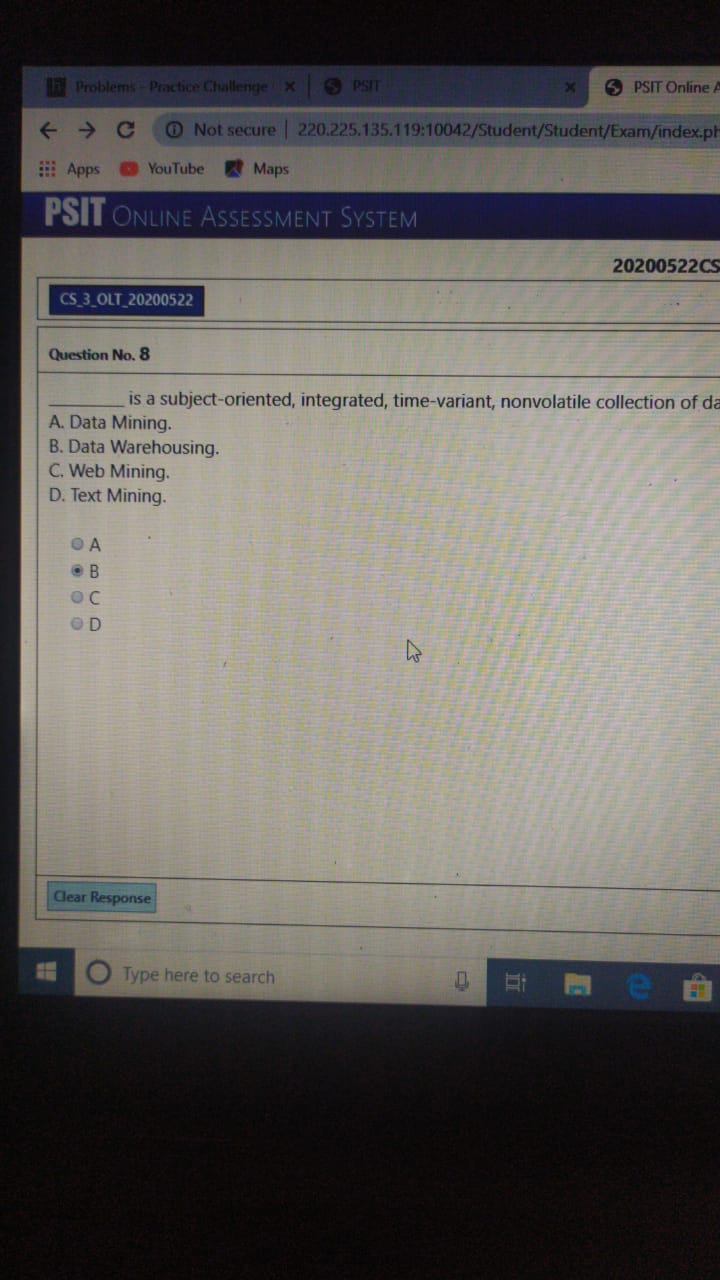 Problems - Practice Challenge
PSIT
PSIT Online A
Not secure | 220.225.135.119:10042/Student/Student/Exam/index.ph
Apps YouTube Maps
PSIT ONLINE ASSESSMENT SYSTEM
20200522CS
CS_3_OLT_20200522
Question No. 8
________ is a subject-oriented, integrated, time-variant, nonvolatile collection of da
A. Data Mining.
B. Data Warehousing.
C. Web Mining.
D. Text Mining.
A
B
C
D
Clear Response
Type here to search